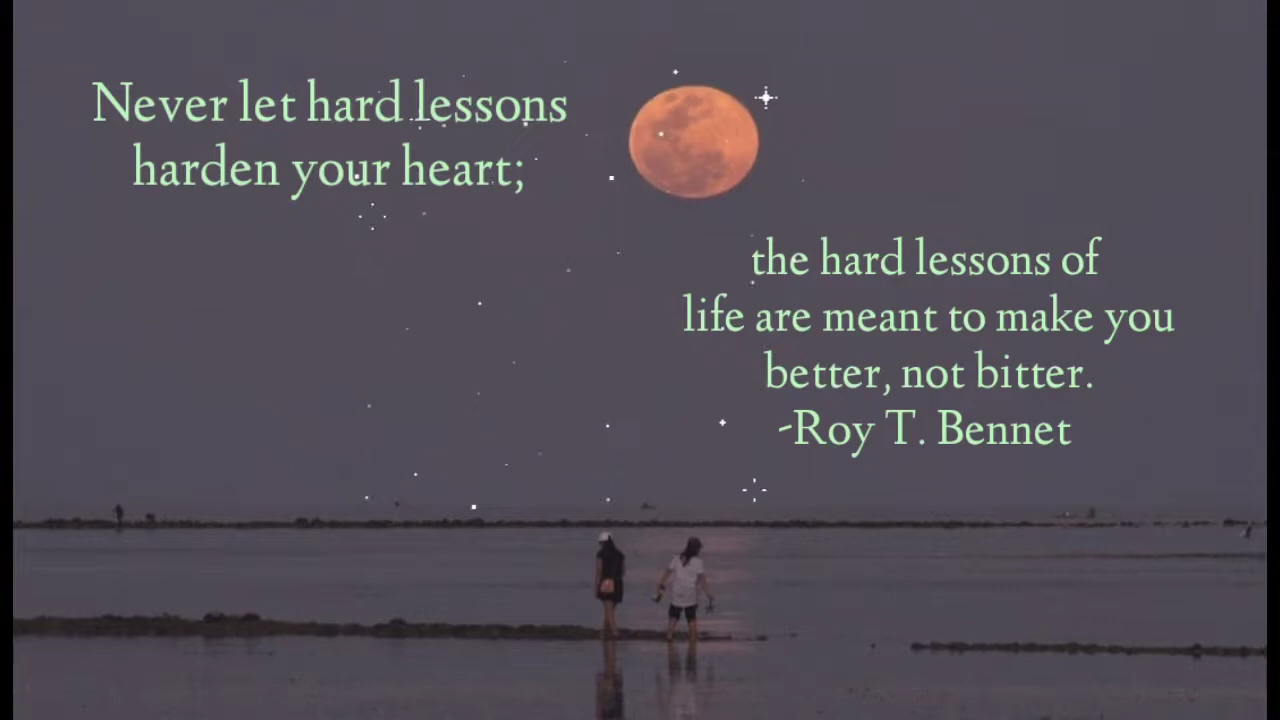 Never let hard lessons
harden your heart;
the hard lessons of
life are meant to make you
better, not bitter.
-Roy T. Bennet